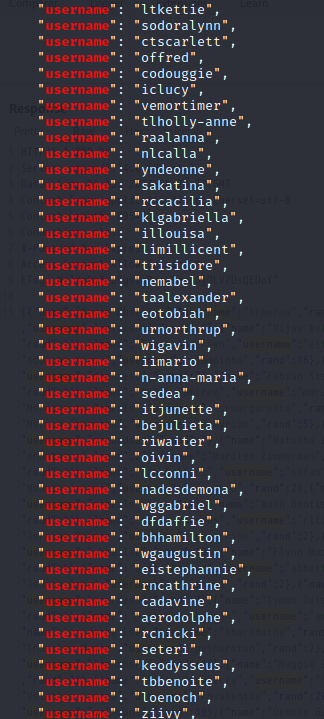 "username": "ltkettie",
"username": "sodoralynn",
"username": "ctscarlett",
"username": "offred",
"username": "codouggie",
"username": "iclucy",
"username": "vemortimer",
"username": "tlholly-anne",
"username": "raalanna",
"username": "nlcalla",
"username": "yndeonne",
"username": "sakatina",
"username": "rccacilia",
"username": "klgabriella",
"username": "illouisa",
"username": "limillicent",
"username": "trisidore",
"username": "nemabel",
"username": "taalexander",
"username": "eotobiah",
"username": "urnorthrup",
"username": "wigavin",
"username": "iimario",
"username": "n-anna-maria",
"username": "sedea",
"username": "itjunette",
"username": "bejulieta",
"username": "riwaiter",
"username": "oivin",
"username": "lcconni",
"username": "nadesdemona",
"username": "wggabriel",
"username": "dfdaffie",
"username": "bhhamilton",
"username": "wgaugustin",
"username": "eistephannie",
"username": "rncathrine",
"username": "cadavine",
"username": "aerodolphe",
"username": "rcnicki",
"username": "seteri",
"username": "keodysseus",
"username": "tbbenoite",
"username": "loenoch",
"username": "ziivy",